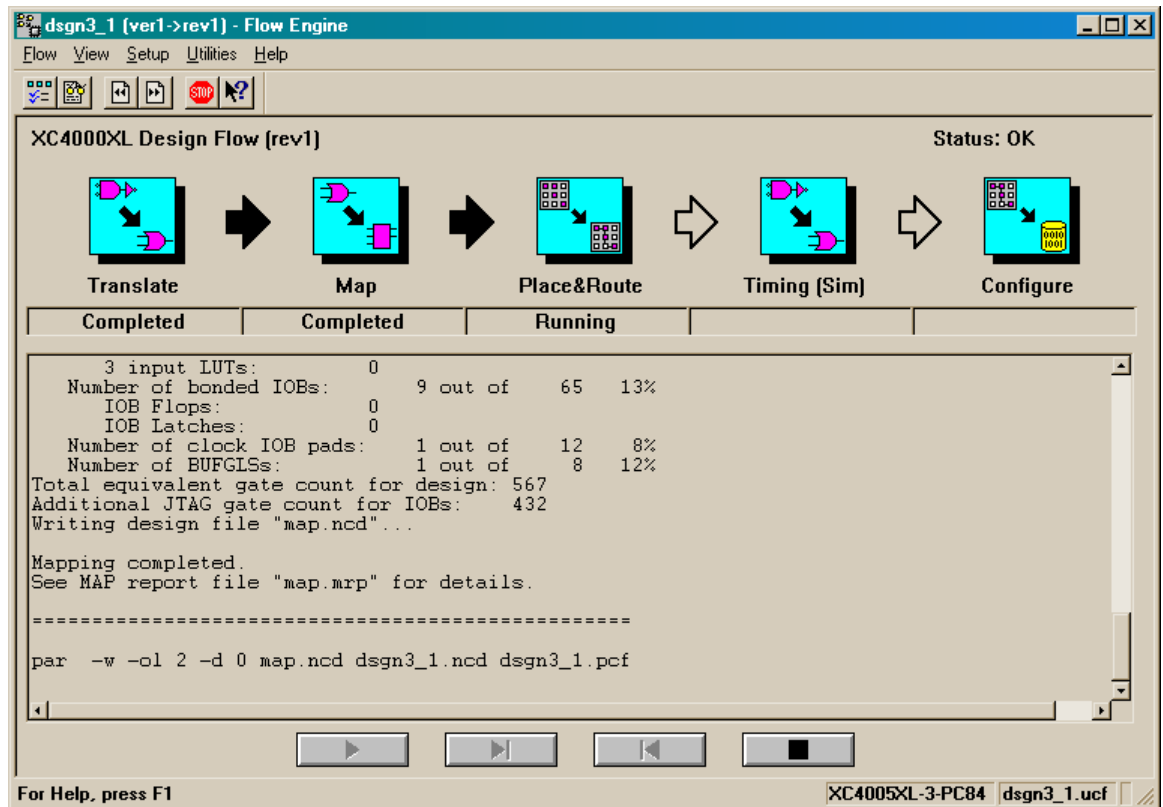 dsgn3_1 (ver1->rev1) - Flow Engine
Flow View Setup Utilities Help
STOP
XC4000XL Design Flow (rev1) Status: OK
0010
1001
Translate Map Place&Route Timing (Sim) Configure
Completed Completed Running
3 input LUTs: 0
Number of bonded IOBs: 9 out of 65 13%
IOB Flops: 0
IOB Latches: 0
Number of clock IOB pads: 1 out of 12 8%
Number of BUFGLSs: 1 out of 8 12%
Total equivalent gate count for design: 567
Additional JTAG gate count for IOBs: 432
Writing design file "map.ncd"...
Mapping completed.
See MAP report file "map.mrp" for details.
==================================================
par -w -ol 2 -d 0 map.ncd dsgn3_1.ncd dsgn3_1.pcf
For Help, press F1 XC4005XL-3-PC84 dsgn3_1.ucf